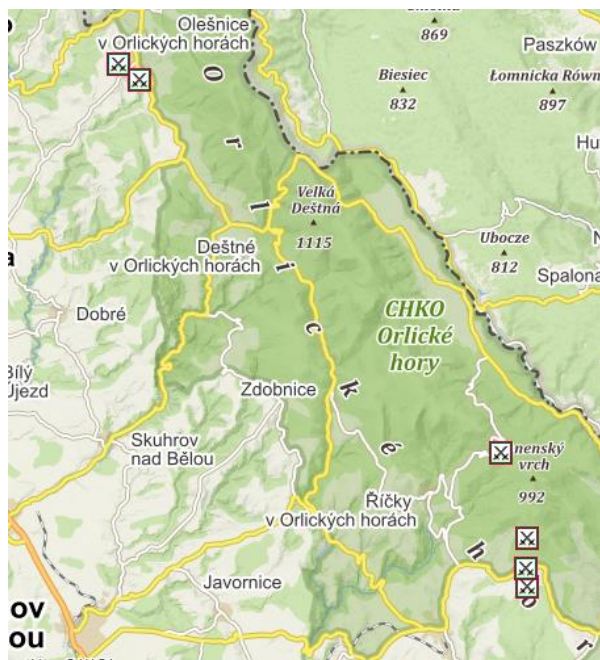 Olešnice
v Orlických horách
869
Paszków
Biesiec
832
Łomnicka Równ
897
O
r
l
i
c
k
é
h
o
r
Hu
Velká
Deštná
1115
Ubocze
812
N
Spalona
Deštné
v Orlických horách
a
CHKO
Orlické
hory
Dobré
Bílý
Újezd
Zdobnice
Skuhrov
nad Bělou
nenský
vrch
992
Říčky
v Orlických horách
Javornice
ov
ou